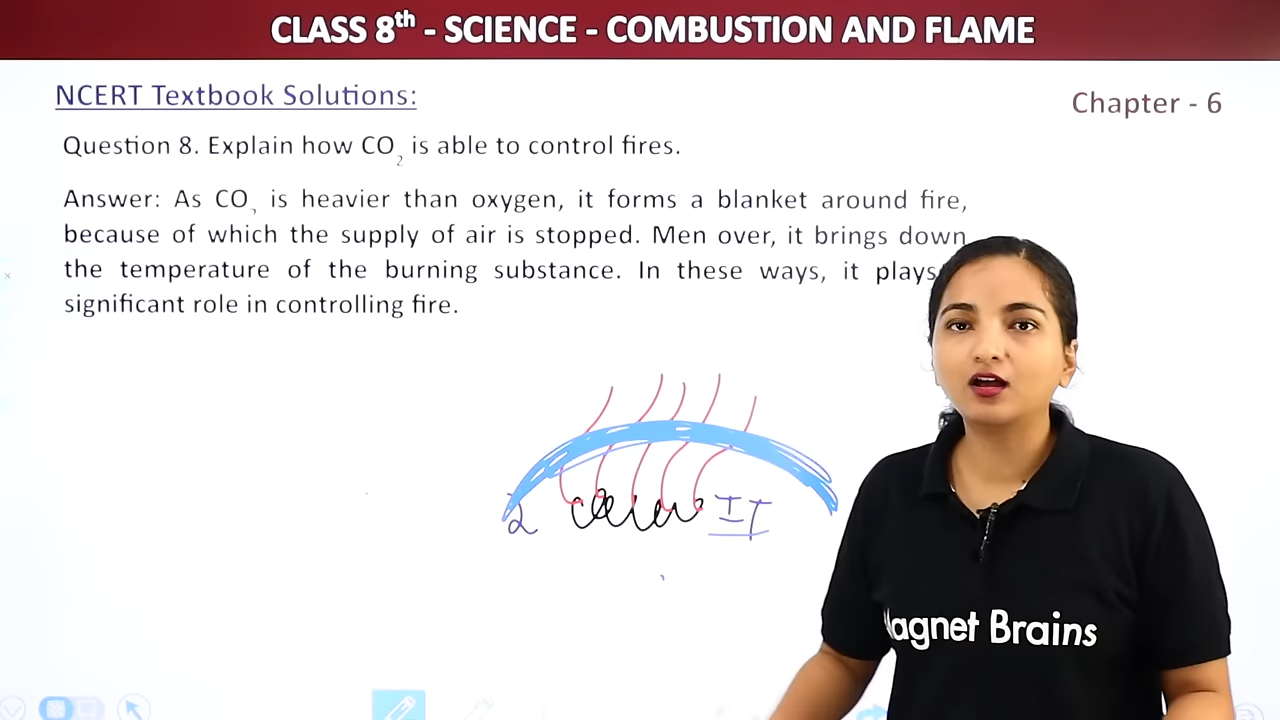 CLASS 8th - SCIENCE - COMBUSTION AND FLAME
NCERT Textbook Solutions:
Chapter - 6
Question 8. Explain how CO2 is able to control fires.
Answer: As CO2 is heavier than oxygen, it forms a blanket around fire,
because of which the supply of air is stopped. Men over, it brings down
the temperature of the burning substance. In these ways, it plays
significant role in controlling fire.
II
agnet Brains